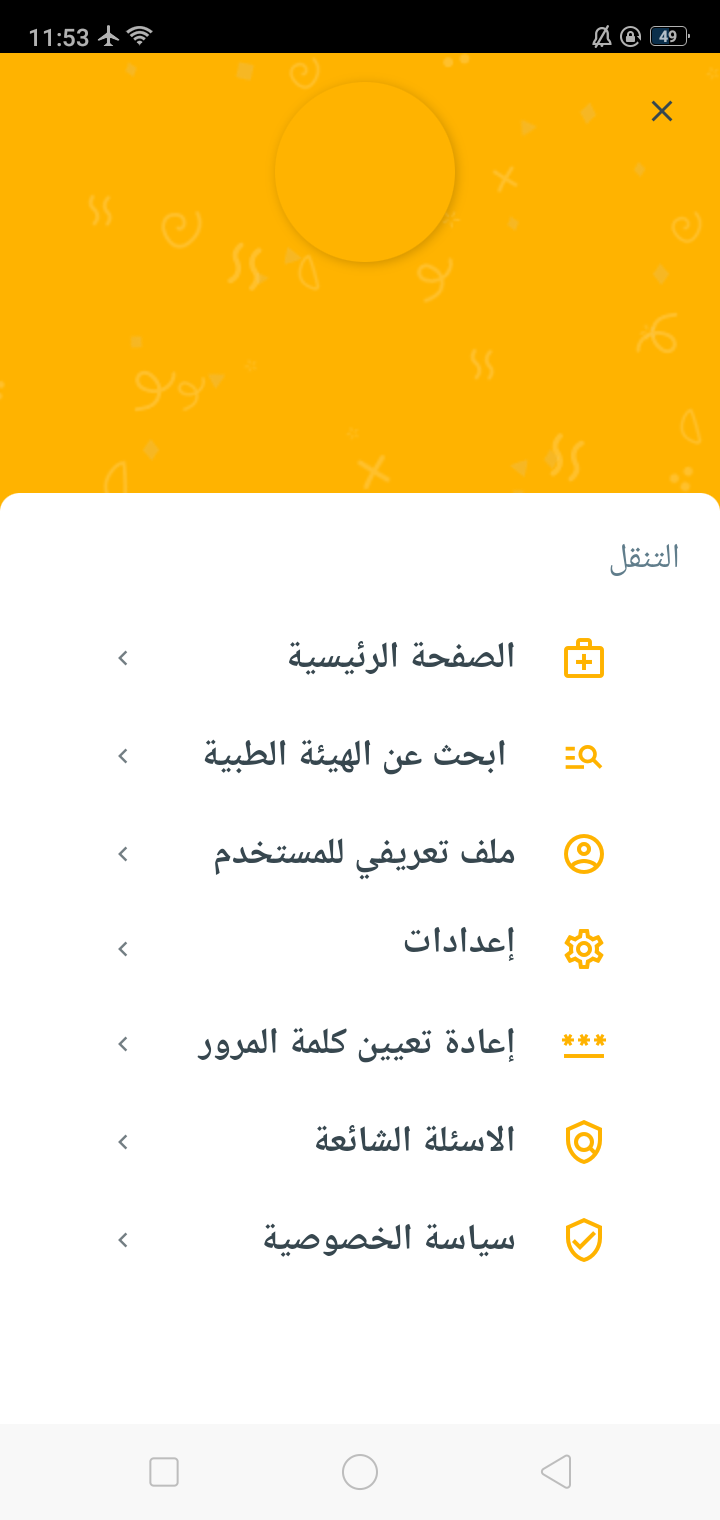 11:53
49
التنقل
الصفحة الرئيسية
ابحث عن الهيئة الطبية
ملف تعريفي للمستخدم
إعدادات
إعادة تعيين كلمة المرور
الاسئلة الشائعة
سياسة الخصوصية